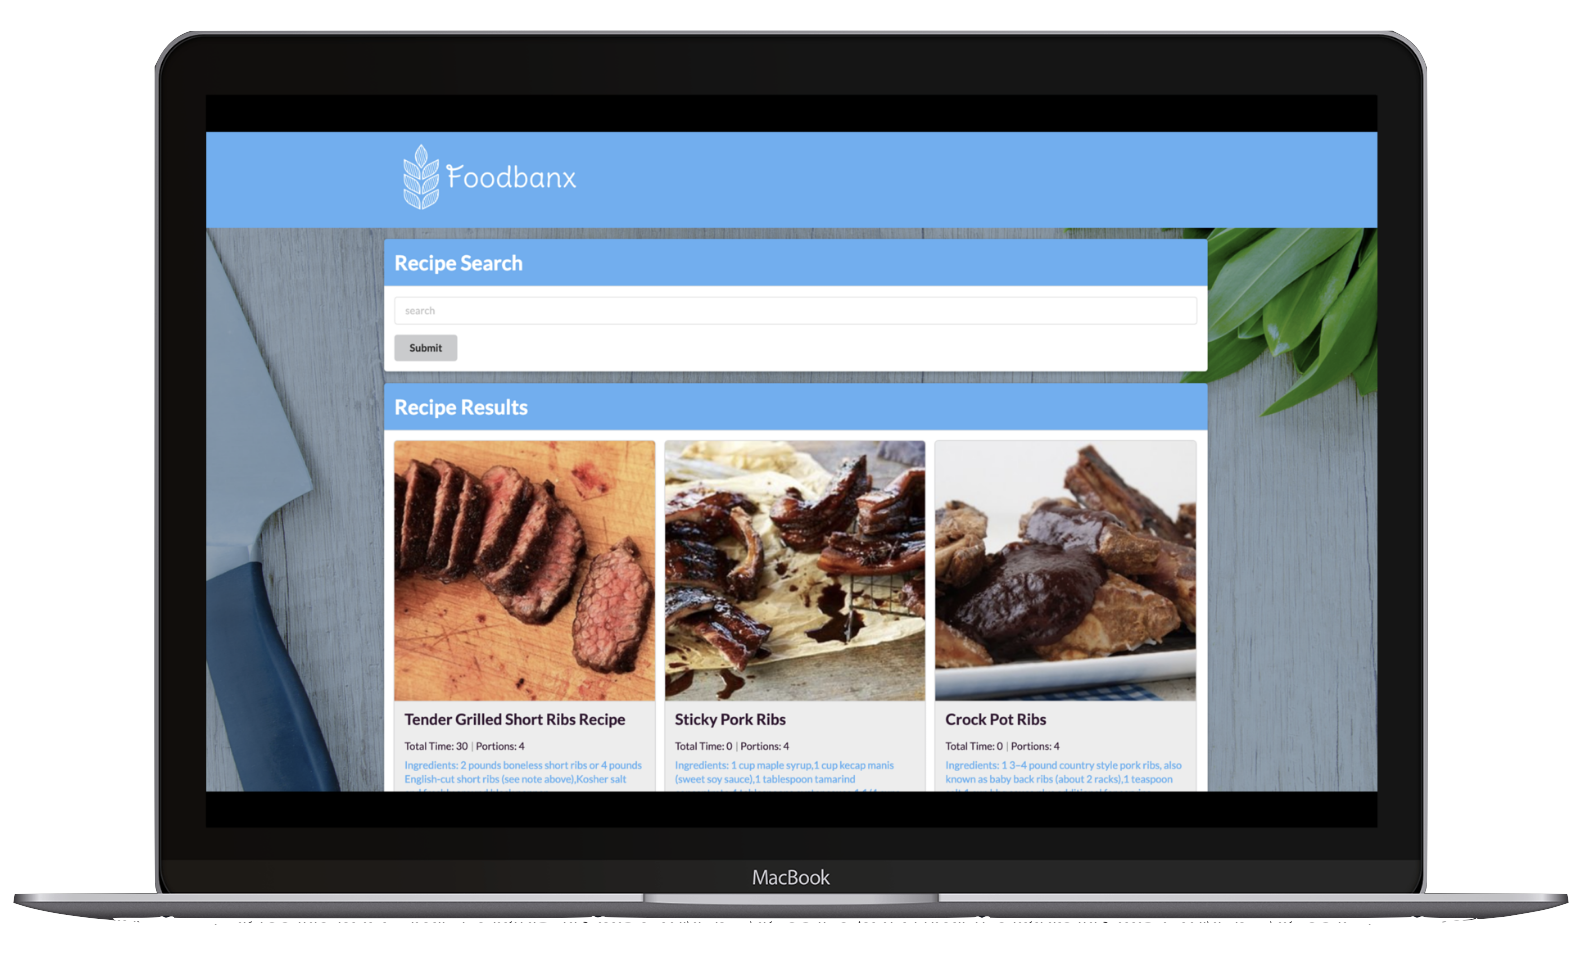 Foodbanx
Recipe Search
search
Submit
Recipe Results
Tender Grilled Short Ribs Recipe
Total Time: 30 | Portions: 4
Ingredients: 2 pounds boneless short ribs or 4 pounds
English-cut short ribs (see note above),Kosher salt
Sticky Pork Ribs
Total Time: 0 | Portions: 4
Ingredients: 1 cup maple syrup,1 cup kecap manis
(sweet soy sauce),1 tablespoon tamarind
Crock Pot Ribs
Total Time: 0 | Portions: 4
Ingredients: 1 3–4 pound country style pork ribs, also
known as baby back ribs (about 2 racks),1 teaspoon
MacBook